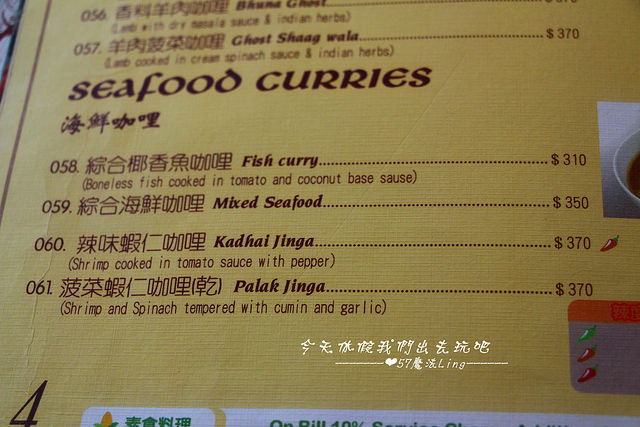 056. 香料羊肉咖哩 Bhuna Ghost
(Lamb with dry masala sauce & indian herbs)
057. 羊肉菠菜咖哩 Ghost Shaag wala................ $ 370
(Lamb cooked in cream spinach sauce & indian herbs)
SEAFOOD CURRIES
海鮮咖哩
058. 綜合椰香魚咖哩 Fish curry................ $ 310
(Boneless fish cooked in tomato and coconut base sause)
059. 綜合海鮮咖哩 Mixed Seafood................ $ 350
060. 辣味蝦仁咖哩 Kadhai Jinga................ $ 370
(Shrimp cooked in tomato sauce with pepper)
061. 菠菜蝦仁咖哩(乾) Palak Jinga................ $ 370
(Shrimp and Spinach tempered with cumin and garlic)
今天休假我們出去玩吧
❤57魔法Ling
4
素食料理
On Bill 10% Service